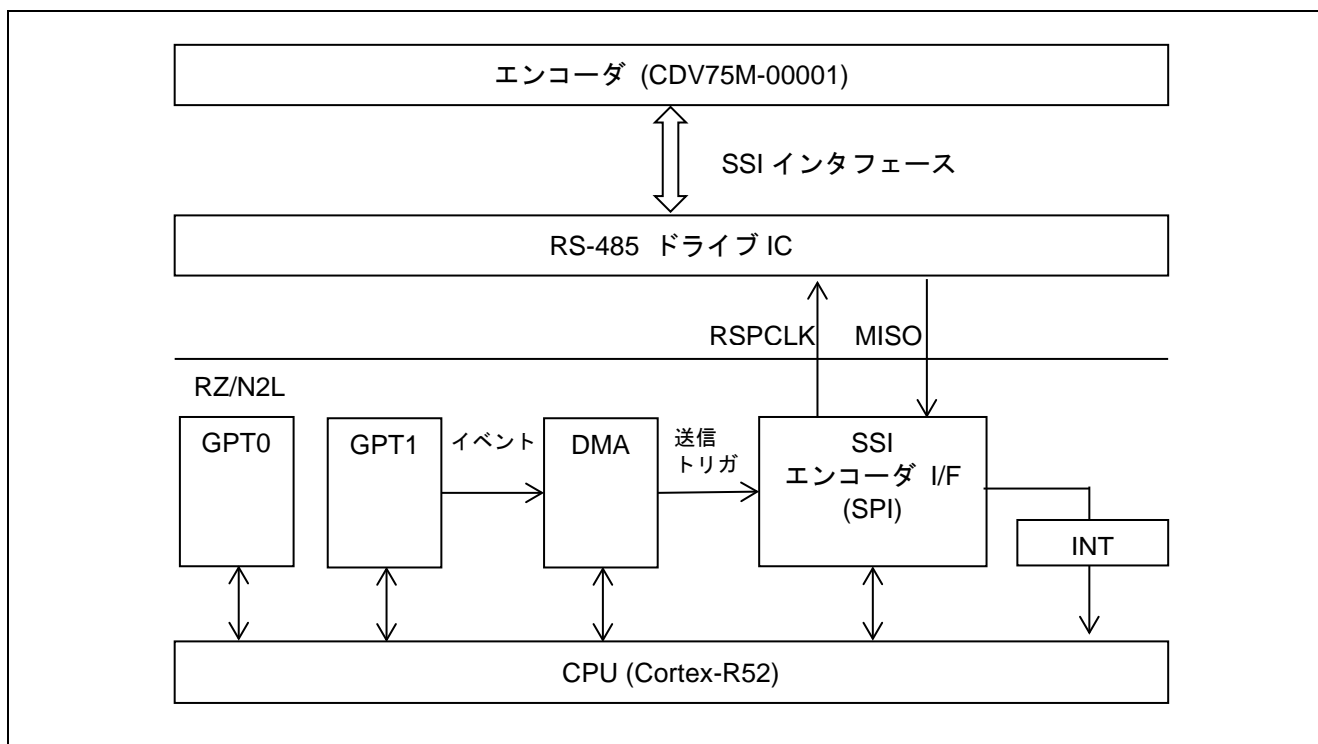 エンコーダ (CDV75M-00001)
SSI インタフェース
RS-485 ドライブ IC
RSPCLK
MISO
RZ/N2L
GPT0
GPT1
イベント
DMA
送信
トリガ
SSI
エンコーダ I/F
(SPI)
INT
CPU (Cortex-R52)